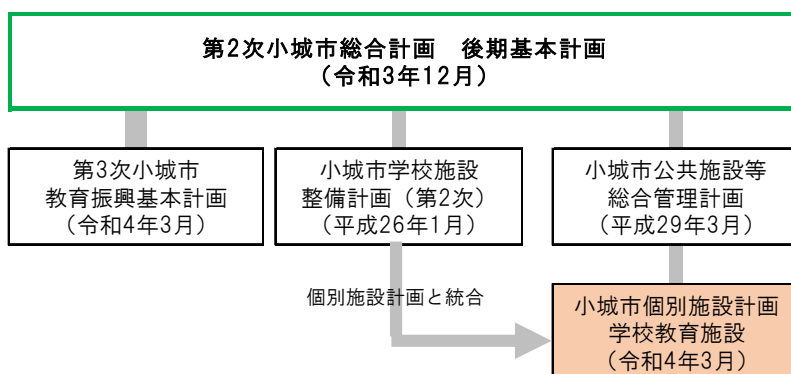 第2次小城市総合計画　後期基本計画
（令和3年12月）
第3次小城市
教育振興基本計画
（令和4年3月）
小城市学校施設
整備計画（第2次）
（平成26年1月）
小城市公共施設等
総合管理計画
（平成29年3月）
個別施設計画と統合
小城市個別施設計画
学校教育施設
（令和4年3月）